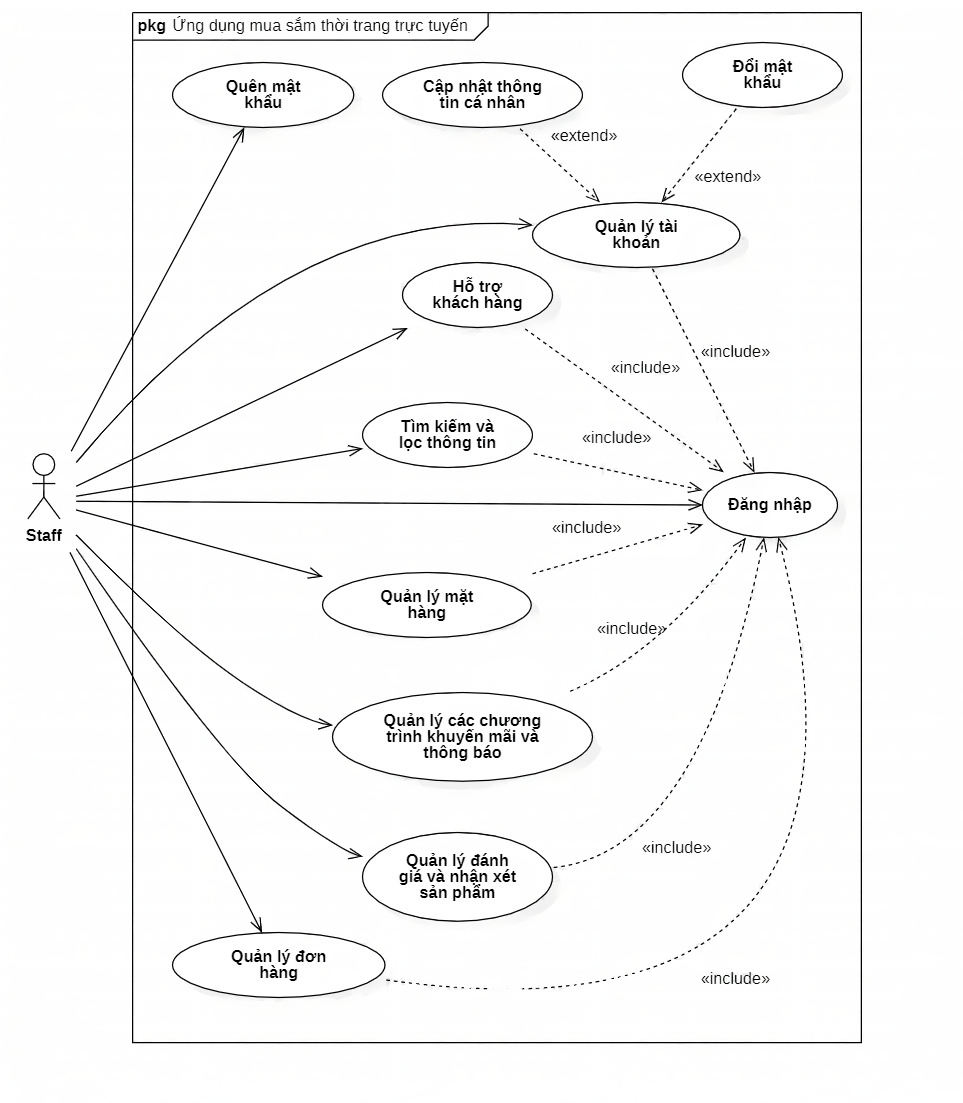 pkg Ứng dụng mua sắm thời trang trực tuyến
Quên mật
khẩu
Cập nhật thông
tin cá nhân
Đổi mật
khẩu
«extend»
«extend»
Quản lý tài
khoản
Hỗ trợ
khách hàng
«include»
«include»
Tìm kiếm và
lọc thông tin
«include»
Staff
Đăng nhập
«include»
Quản lý mặt
hàng
«include»
Quản lý các chương
trình khuyến mãi và
thông báo
«include»
Quản lý đánh
giá và nhận xét
sản phẩm
Quản lý đơn
hàng
«include»